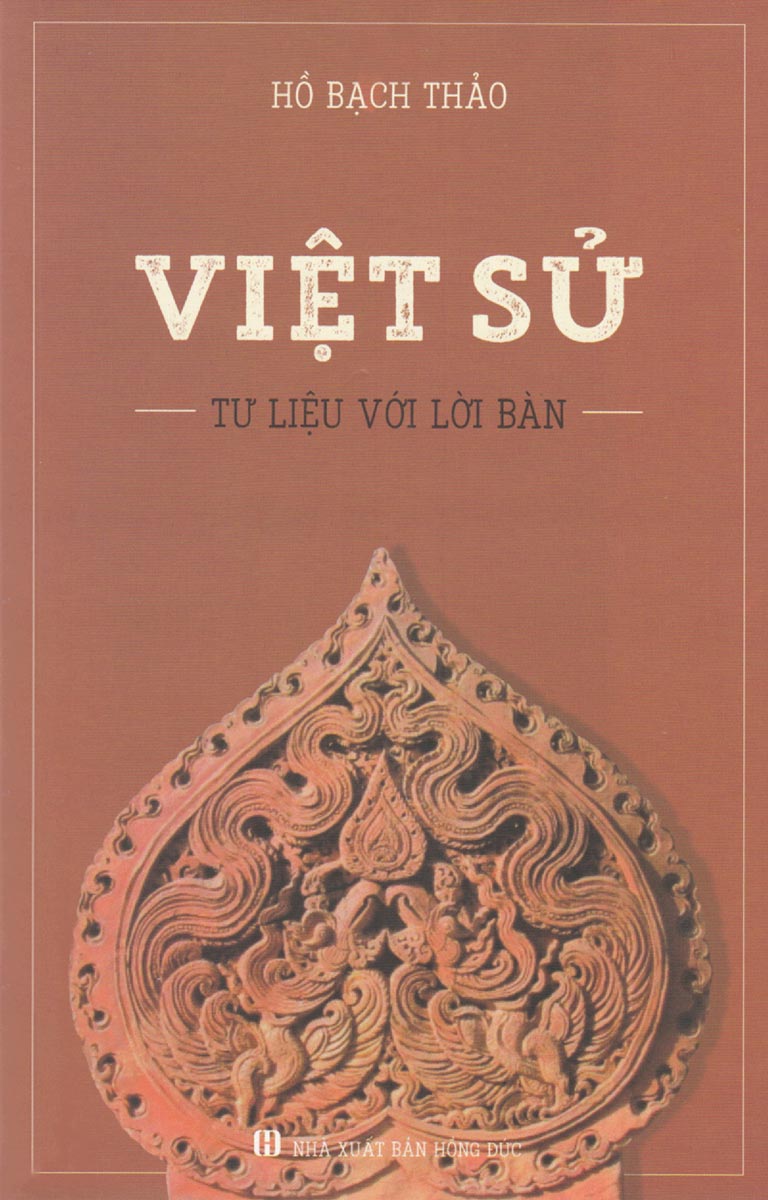 HỒ BẠCH THẢO
VIỆT SỬ
TƯ LIỆU VỚI LỜI BÀN
NHÀ XUẤT BẢN HỒNG ĐỨC